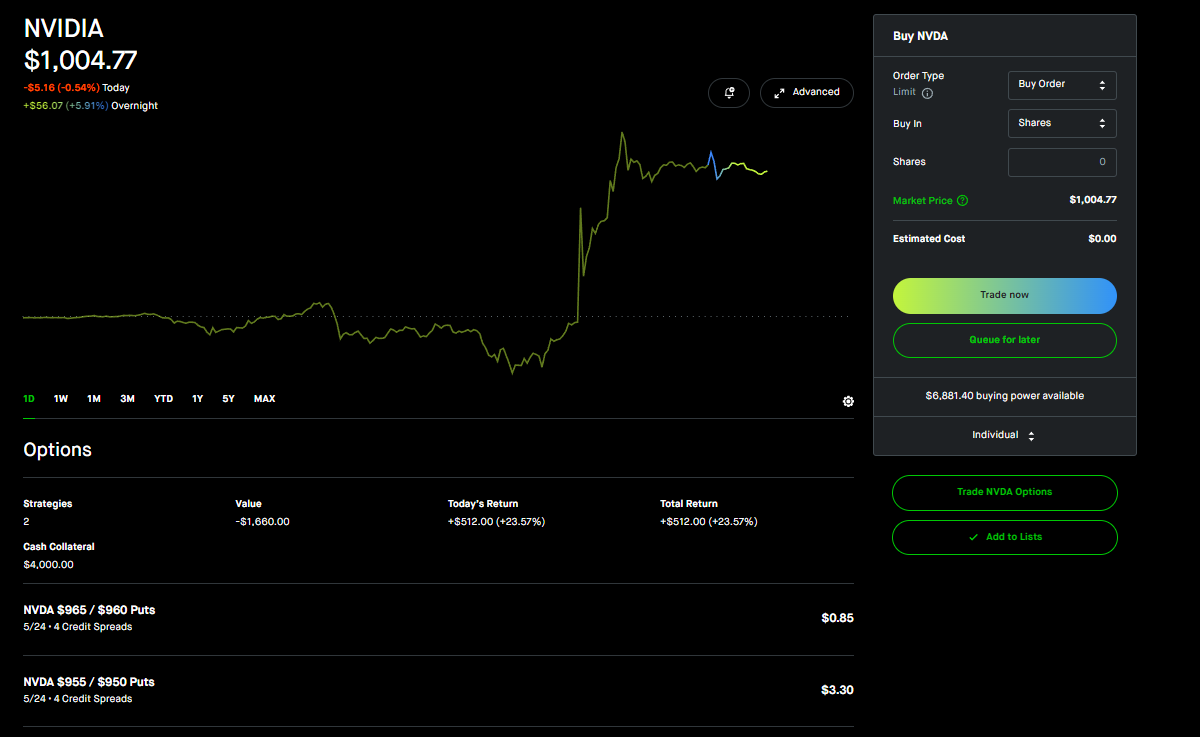 NVIDIA
$1,004.77
-$5.16 (-0.54%) Today
+$56.07 (+5.91%) Overnight
Advanced
1D 1W 1M 3M YTD 1Y 5Y MAX
Options
Strategies Value Today's Return Total Return
2 -$1,660.00 +$512.00 (+23.57%) +$512.00 (+23.57%)
Cash Collateral
$4,000.00
NVDA $965 / $960 Puts
5/24 • 4 Credit Spreads
$0.85
NVDA $955 / $950 Puts
5/24 • 4 Credit Spreads
$3.30
Buy NVDA
Order Type
Limit
Buy Order
Buy In Shares
Shares 0
Market Price $1,004.77
Estimated Cost $0.00
Trade now
Queue for later
$6,881.40 buying power available
Individual
Trade NVDA Options
Add to Lists